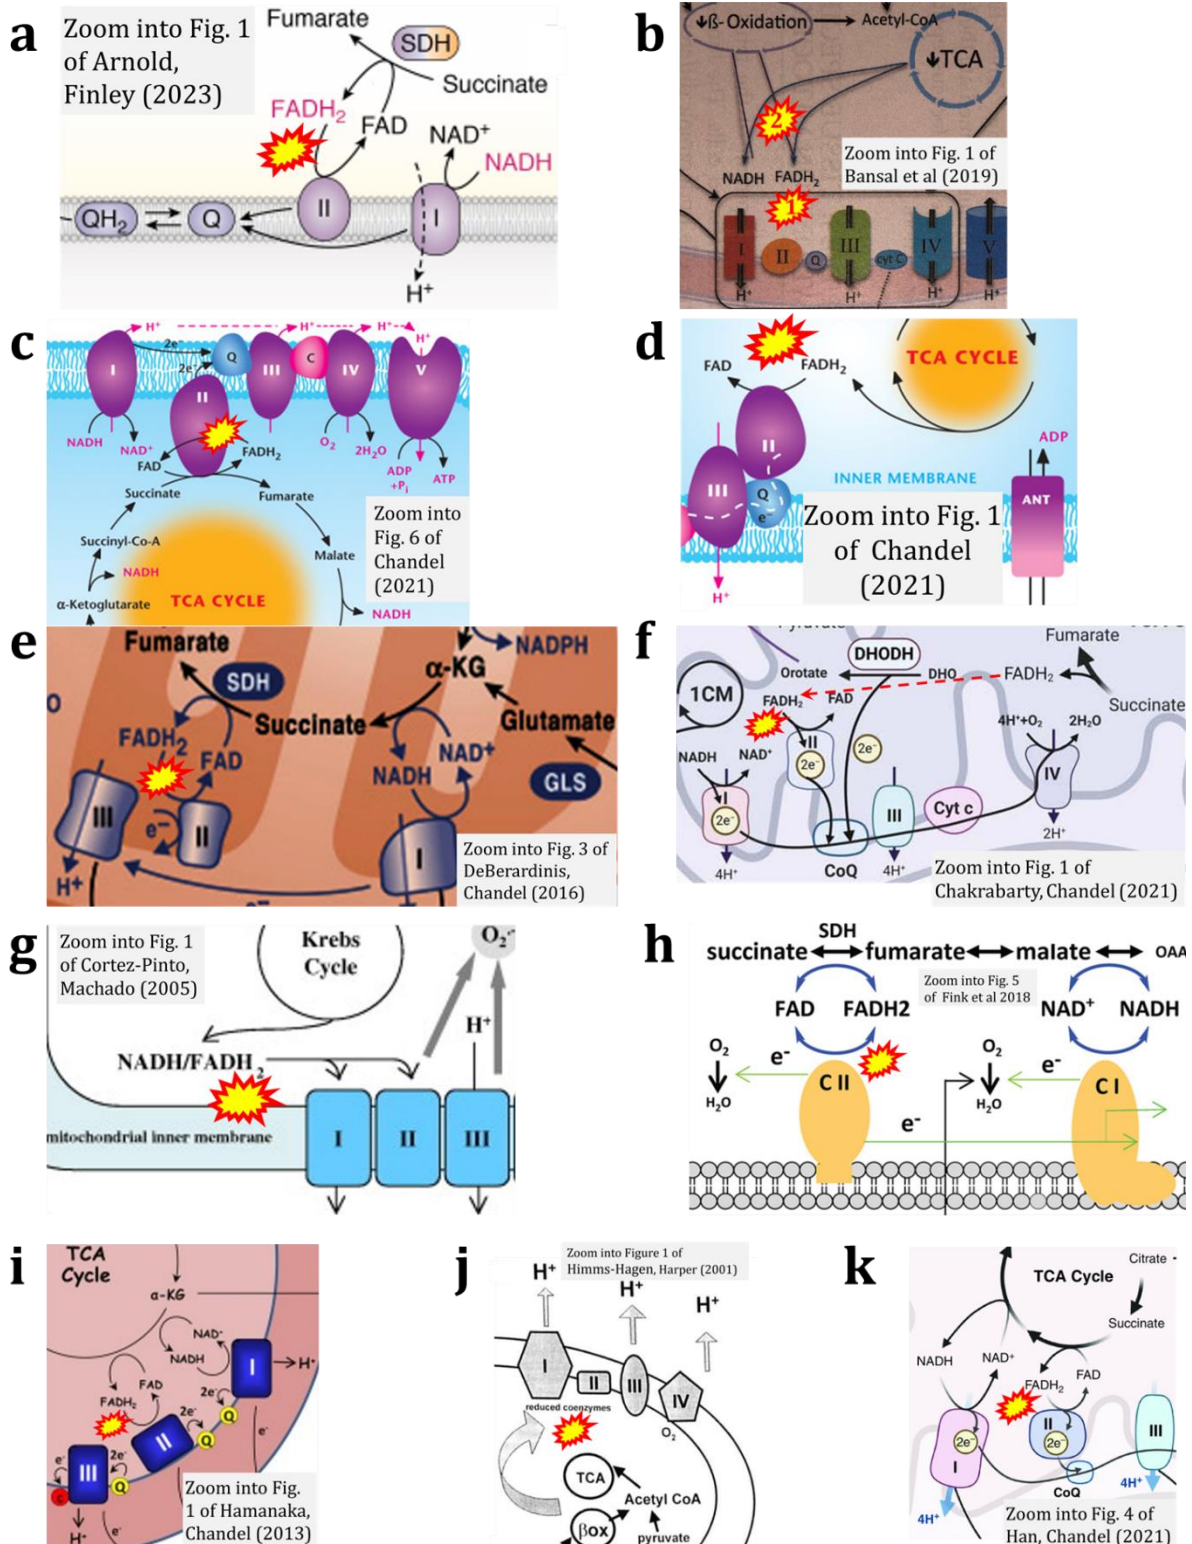 a
Zoom into Fig. 1
of Arnold,
Finley (2023)
Fumarate
SDH
Succinate
FADH2
FAD
NAD+
NADH
QH2
Q
II
I
H+
b
↓ß-Oxidation
Acetyl-CoA
↓TCA
2
Zoom into Fig. 1 of
Bansal et al (2019)
NADH FADH2
1
I
II
Q
III
cyt C
IV
V
H+
H+
H+
H+
c
H+
H+
H+
H+
2e-
2e-
I
Q
III
C
IV
V
II
NADH
NAD+
FAD
FADH2
O2
2H2O
ADP
+Pi
ATP
Succinate
Fumarate
Succinyl-Co-A
NADH
Malate
α-Ketoglutarate
TCA CYCLE
NADH
Zoom into
Fig. 6 of
Chandel
(2021)
d
FAD
FADH2
TCA CYCLE
II
III
Q
e-
INNER MEMBRANE
ADP
ANT
H+
Zoom into Fig. 1
of Chandel
(2021)
e
Fumarate
SDH
Succinate
α-KG
NADPH
Glutamate
GLS
FADH2
FAD
NAD+
NADH
III
e-
II
I
H+
e-
Zoom into Fig. 3 of
DeBerardinis,
Chandel (2016)
f
Pyruvate
DHODH
Fumarate
Orotate
DHO
FADH2
Succinate
1CM
FADH2
FAD
4H++O2
2H2O
NADH
NAD+
II
2e-
2e-
IV
I
2e-
III
Cyt c
2H+
4H+
CoQ
4H+
Zoom into Fig. 1 of
Chakrabarty, Chandel (2021)
g
Zoom into Fig. 1
of Cortez-Pinto,
Machado (2005)
Krebs
Cycle
O2.-
H+
NADH/FADH2
mitochondrial inner membrane
I
II
III
h
SDH
succinate fumarate malate OAA
Zoom into Fig. 5
of Fink et al 2018
FAD FADH2 NAD+ NADH
O2
e-
H2O
C II
O2
e-
H2O
C I
e-
i
TCA
Cycle
α-KG
NAD+
NADH
I
H+
FAD
FADH2
2e-
Q
2e-
Q
II
e-
e-
2e-
III
Q
c
H+
e-
Zoom into Fig.
1 of Hamanaka,
Chandel (2013)
j
Zoom into Figure 1 of
Himms-Hagen, Harper (2001)
H+
H+
H+
I
II
III
IV
reduced coenzymes
O2
TCA
Acetyl CoA
βox
pyruvate
k
TCA Cycle
Citrate
Succinate
NADH
NAD+
FADH2
FAD
II
2e-
2e-
I
III
CoQ
4H+
4H+
Zoom into Fig. 4 of
Han, Chandel (2021)